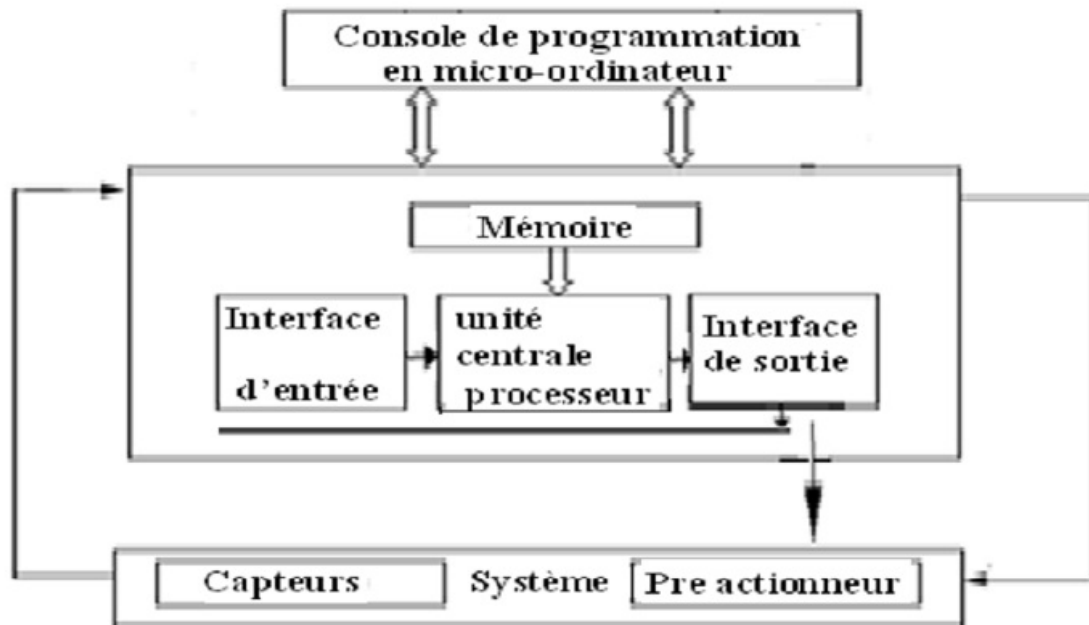 Console de programmation
en micro-ordinateur
Mémoire
Interface
d'entrée
unité
centrale
processeur
Interface
de sortie
Capteurs
Système
Pre actionneur